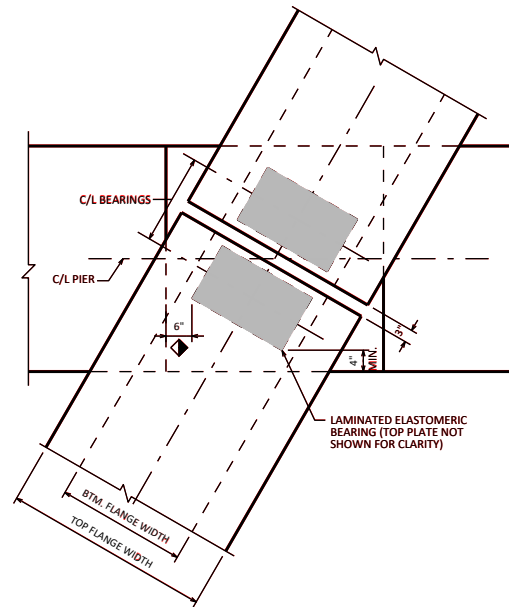 C/L BEARINGS
C/L PIER
6"
3"
4"
MIN.
LAMINATED ELASTOMERIC
BEARING (TOP PLATE NOT
SHOWN FOR CLARITY)
BTM. FLANGE WIDTH
TOP FLANGE WIDTH